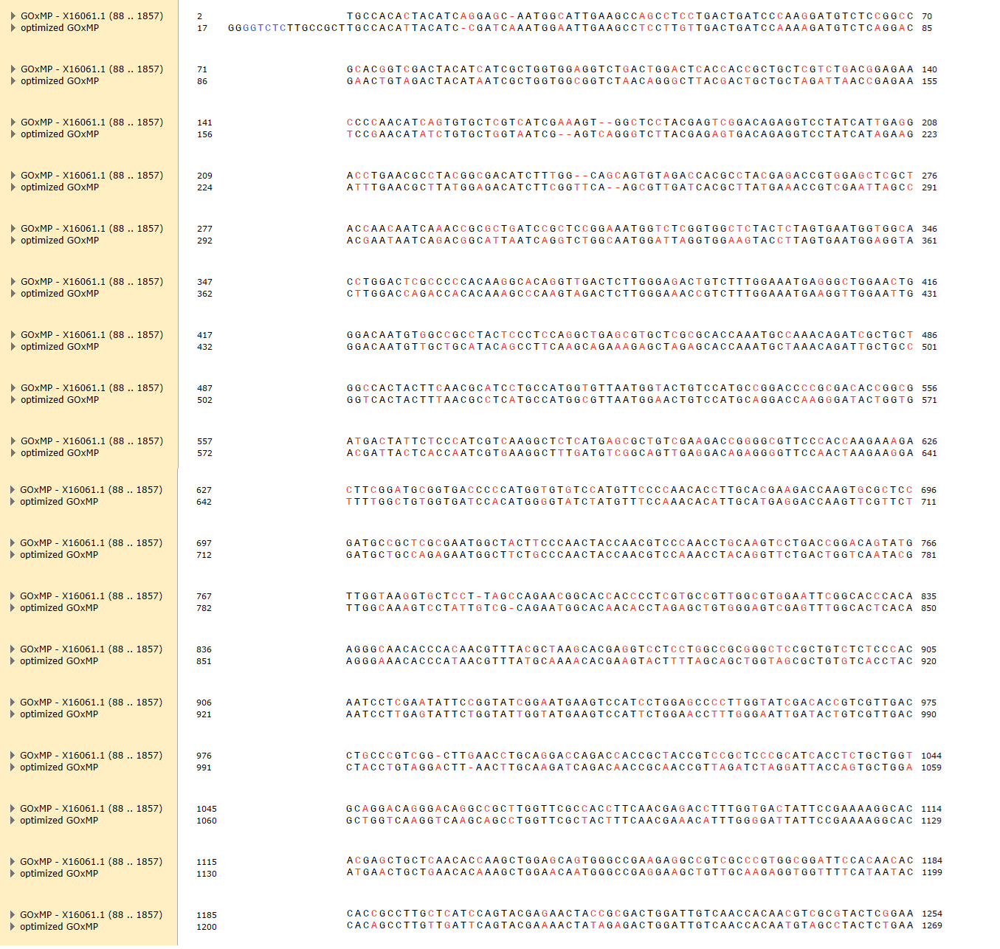 GOxMP - X16061.1 (88 .. 1857) 2 TGCCACACTACATCAGGAGC-AATGGCATTGAAGCCAGCCTCCTGACTGATCCCAAGGATGTCTCCGGCC 70
optimized GOxMP 17 GGGGTCTCTTGCCGCTTGCCACATTACATC-CGATCAAATGGAATTGAAGCCTCCTTGTTGACTGATCCAAAAGATGTCTCAGGAC 85
GOxMP - X16061.1 (88 .. 1857) 71 GCACGGTCGACTACATCATCGCTGGTGGAGGTCTGACTGGACTCACCACCGCTGCTCGTCTGACGGAGAA 140
optimized GOxMP 86 GAACTGTAGACTACATAATCGCTGGTGGCGGTCTAACAGGGCTTACGACTGCTGCTAGATTAACCGAGAA 155
GOxMP - X16061.1 (88 .. 1857) 141 CCCCAACATCAGTGTGCTCGTCATCGAAAGT--GGCTCCTACGAGTCGGACAGAGGTCCTATCATTGAGG 208
optimized GOxMP 156 TCCGAACATATCTGTGCTGGTAATCG--AGTCAGGGTCTTACGAGAGTGACAGAGGTCCTATCATAGAAG 223
GOxMP - X16061.1 (88 .. 1857) 209 ACCTGAACGCCTACGGCGACATCTTTGG--CAGCAGTGTAGACCACGCCTACGAGACCGTGGAGCTCGCT 276
optimized GOxMP 224 ATTTGAACGCTTATGGAGACATCTTCGGTTCA--AGCGTTGATCACGCTTATGAAACCGTCGAATTAGCC 291
GOxMP - X16061.1 (88 .. 1857) 277 ACCAACAATCAAACCGCGCTGATCCGCTCCGGAAATGGTCTCGGTGGCTCTACTCTAGTGAATGGTGGCA 346
optimized GOxMP 292 ACGAATAATCAGACGGCATTAATCAGGTCTGGCAATGGATTAGGTGGAAGTACCTTAGTGAATGGAGGTA 361
GOxMP - X16061.1 (88 .. 1857) 347 CCTGGACTCGCCCCCACAAGGCACAGGTTGACTCTTGGGAGACTGTCTTTGGAAATGAGGGCTGGAACTG 416
optimized GOxMP 362 CTTGGACCAGACCACACAAAGCCCAAGTAGACTCTTGGGAAACCGTCTTTGGAAATGAAGGTTGGAATTG 431
GOxMP - X16061.1 (88 .. 1857) 417 GGACAATGTGGCCGCCTACTCCCTCCAGGCTGAGCGTGCTCGCGCACCAAATGCCAAACAGATCGCTGCT 486
optimized GOxMP 432 GGACAATGTTGCTGCATACAGCCTTCAAGCAGAAAGAGCTAGAGCACCAAATGCTAAACAGATTGCTGCC 501
GOxMP - X16061.1 (88 .. 1857) 487 GGCCACTACTTCAACGCATCCTGCCATGGTGTTAATGGTACTGTCCATGCCGGACCCCGCGACACCGGCG 556
optimized GOxMP 502 GGTCACTACTTTAACGCCTCATGCCATGGCGTTAATGGAACTGTCCATGCAGGACCAAGGGATACTGGTG 571
GOxMP - X16061.1 (88 .. 1857) 557 ATGACTATTCTCCCATCGTCAAGGCTCTCATGAGCGCTGTCGAAGACCGGGGCGTTCCCACCAAGAAAGA 626
optimized GOxMP 572 ACGATTACTCACCAATCGTGAAGGCTTTGATGTCGGCAGTTGAGGACAGAGGGGTTCCAACTAAGAAGGA 641
GOxMP - X16061.1 (88 .. 1857) 627 CTTCGGATGCGGTGACCCCCATGGTGTGTCCATGTTCCCCAACACCTTGCACGAAGACCAAGTGCGCTCC 696
optimized GOxMP 642 TTTTGGCTGTGGTGATCCACATGGGGTATCTATGTTTCCAAACACATTGCATGAGGACCAAGTTCGTTCT 711
GOxMP - X16061.1 (88 .. 1857) 697 GATGCCGCTCGCGAATGGCTACTTCCCAACTACCAACGTCCCAACCTGCAAGTCCTGACCGGACAGTATG 766
optimized GOxMP 712 GATGCTGCCAGAGAATGGCTTCTGCCCAACTACCAACGTCCAAACCTACAGGTTCTGACTGGTCAATACG 781
GOxMP - X16061.1 (88 .. 1857) 767 TTGGTAAGGTGCTCCT-TAGCCAGAACGGCACCACCCCTCGTGCCGTTGGCGTGGAATTCGGCACCCACA 835
optimized GOxMP 782 TTGGCAAAGTCCTATTGTCG-CAGAATGGCACAACACCTAGAGCTGTGGGAGTCGAGTTTGGCACTCACA 850
GOxMP - X16061.1 (88 .. 1857) 836 AGGGCAACACCCACAACGTTTACGCTAAGCACGAGGTCCTCCTGGCCGCGGGCTCCGCTGTCTCTCCCAC 905
optimized GOxMP 851 AGGGAAACACCCATAACGTTTATGCAAAACACGAAGTACTTTTAGCAGCTGGTAGCGCTGTGTCACCTAC 920
GOxMP - X16061.1 (88 .. 1857) 906 AATCCTCGAATATTCCGGTATCGGAATGAAGTCCATCCTGGAGCCCCTTGGTATCGACACCGTCGTTGAC 975
optimized GOxMP 921 AATCCTTGAGTATTCTGGTATTGGTATGAAGTCCATTCTGGAACCTTTGGGAATTGATACTGTCGTTGAC 990
GOxMP - X16061.1 (88 .. 1857) 976 CTGCCCGTCGG-CTTGAACCTGCAGGACCAGACCACCGCTACCGTCCGCTCCCGCATCACCTCTGCTGGT 1044
optimized GOxMP 991 CTACCTGTAGGACTT-AACTTGCAAGATCAGACAACCGCAACCGTTAGATCTAGGATTACCAGTGCTGGA 1059
GOxMP - X16061.1 (88 .. 1857) 1045 GCAGGACAGGGACAGGCCGCTTGGTTCGCCACCTTCAACGAGACCTTTGGTGACTATTCCGAAAAGGCAC 1114
optimized GOxMP 1060 GCTGGTCAAGGTCAAGCAGCCTGGTTCGCTACTTTCAACGAAACATTTGGGGATTATTCCGAAAAGGCAC 1129
GOxMP - X16061.1 (88 .. 1857) 1115 ACGAGCTGCTCAACACCAAGCTGGAGCAGTGGGCCGAAGAGGCCGTCGCCCGTGGCGGATTCCACAACAC 1184
optimized GOxMP 1130 ATGAACTGCTGAACACAAAGCTGGAACAATGGGCCGAGGAAGCTGTTGCAAGAGGTGGTTTTCATAATAC 1199
GOxMP - X16061.1 (88 .. 1857) 1185 CACCGCCTTGCTCATCCAGTACGAGAACTACCGCGACTGGATTGTCAACCACAACGTCGCGTACTCGGAA 1254
optimized GOxMP 1200 CACAGCCTTGTTGATTCAGTACGAAAACTATAGAGACTGGATTGTCAACCACAATGTAGCCTACTCTGAA 1269